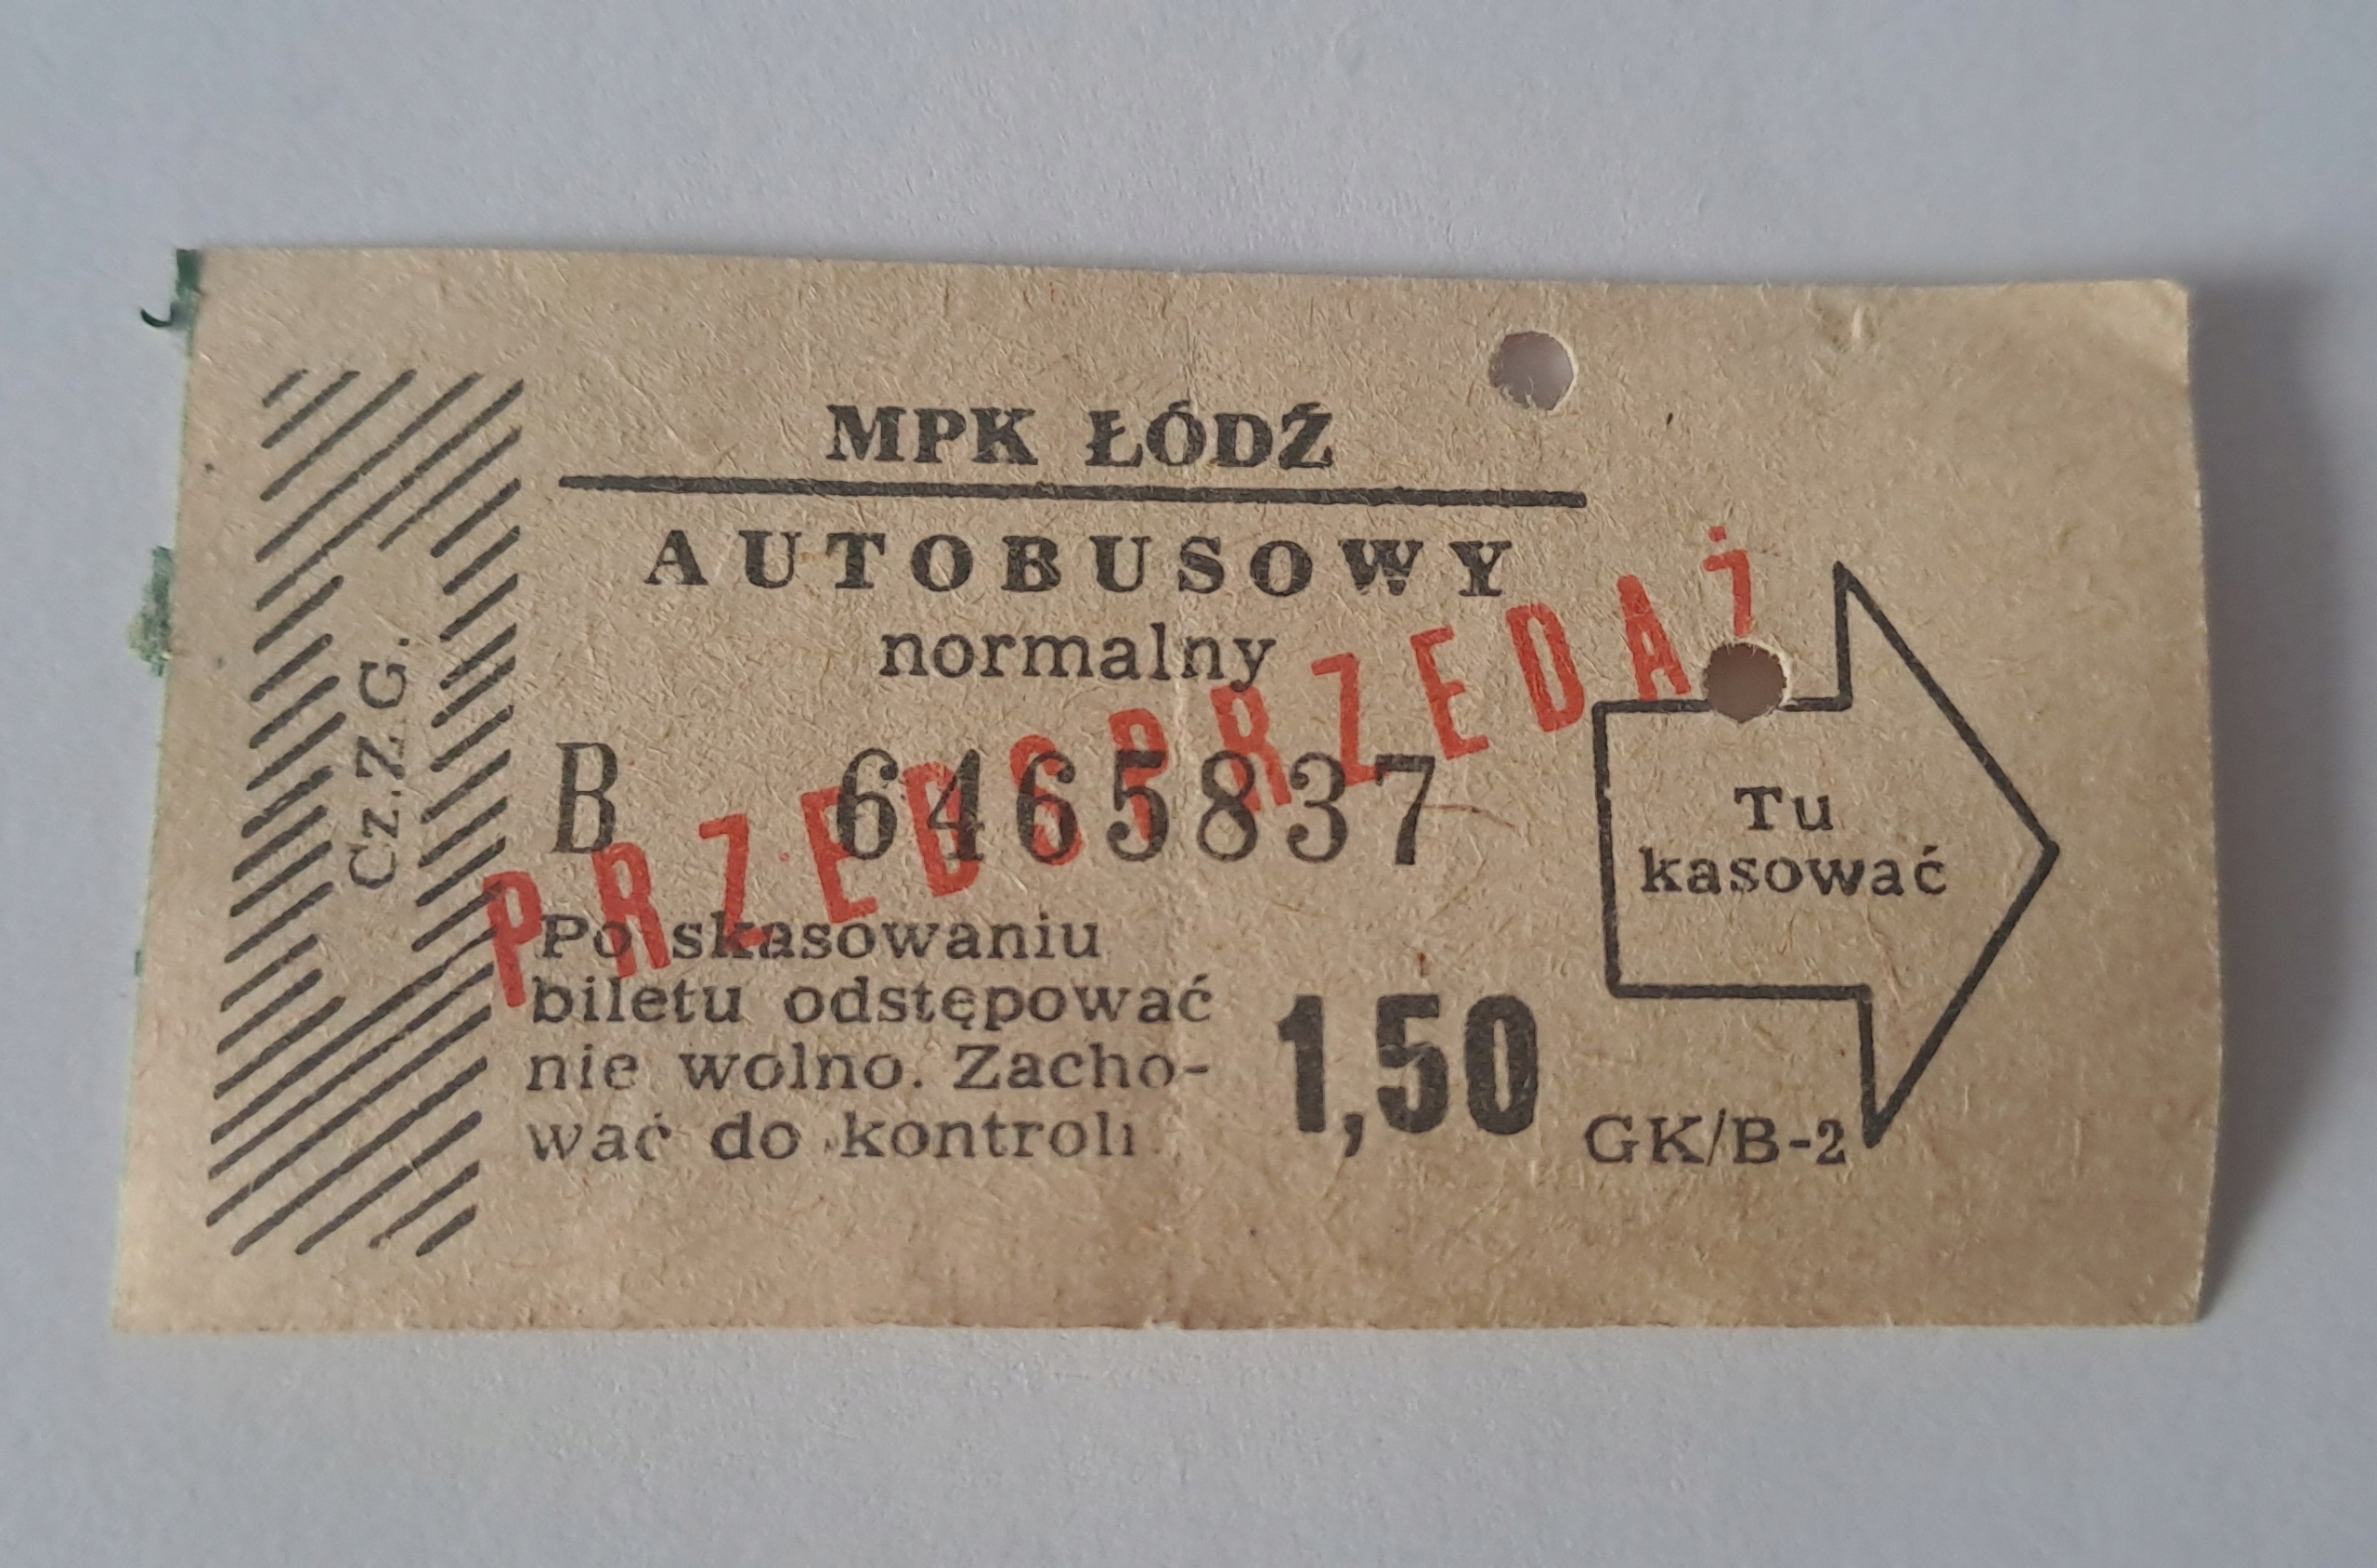 MPK ŁÓDŹ
AUTOBUSOWY
normalny
PRZEDSPRZEDAŻ
B 6465837
Cz.Z.G.
Po skasowaniu
biletu odstępować
nie wolno. Zacho-
wać do kontroli
1,50
GK/B-2
Tu
kasować